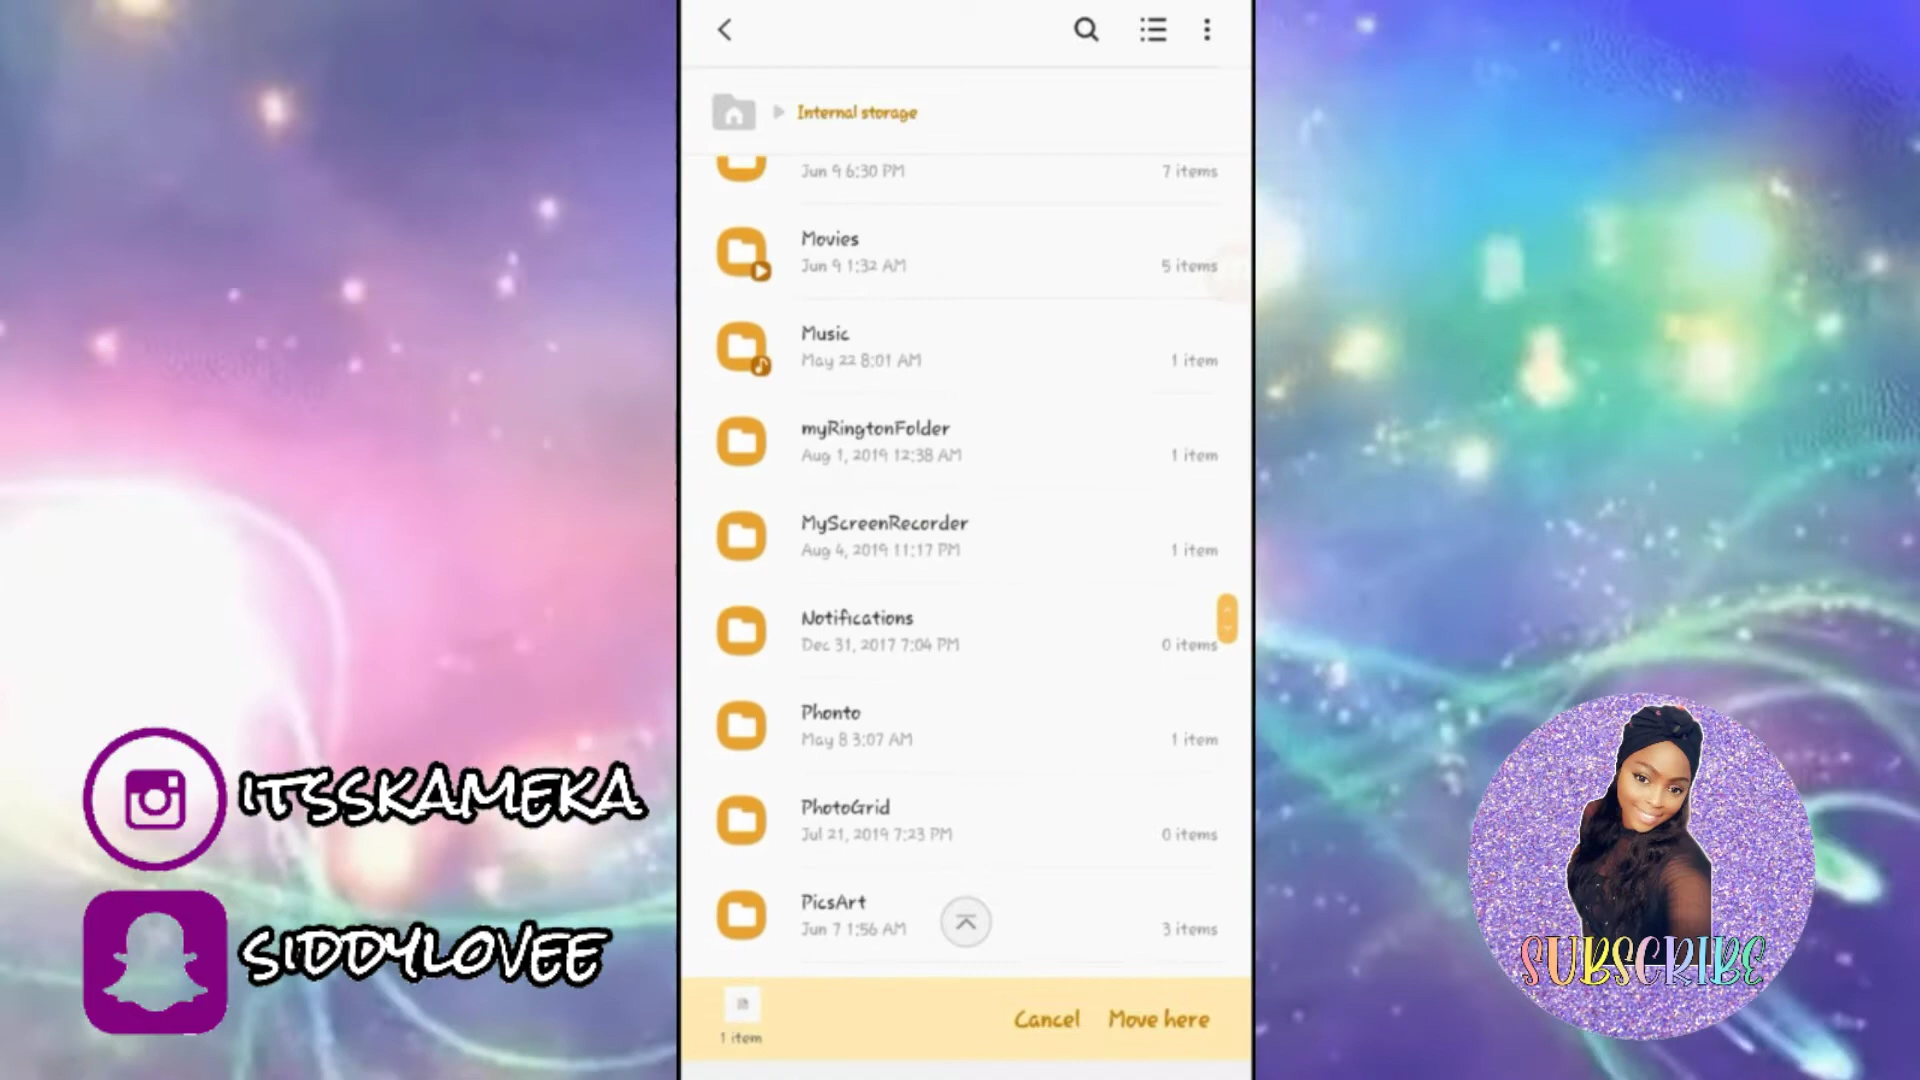 Internal storage
Jun 9 6:30 PM 7 items
Movies
Jun 9 1:32 AM 5 items
Music
May 22 8:01 AM 1 item
myRingtonFolder
Aug 1, 2019 12:38 AM 1 item
MyScreenRecorder
Aug 4, 2019 11:17 PM 1 item
Notifications
Dec 31, 2017 7:04 PM 0 items
Phonto
May 8 3:07 AM 1 item
PhotoGrid
Jul 21, 2019 7:23 PM 0 items
PicsArt
Jun 7 1:56 AM 3 items
1 item
Cancel Move here
ITSSKAMEKA
SIDDYLOVEE
SUBSCRIBE